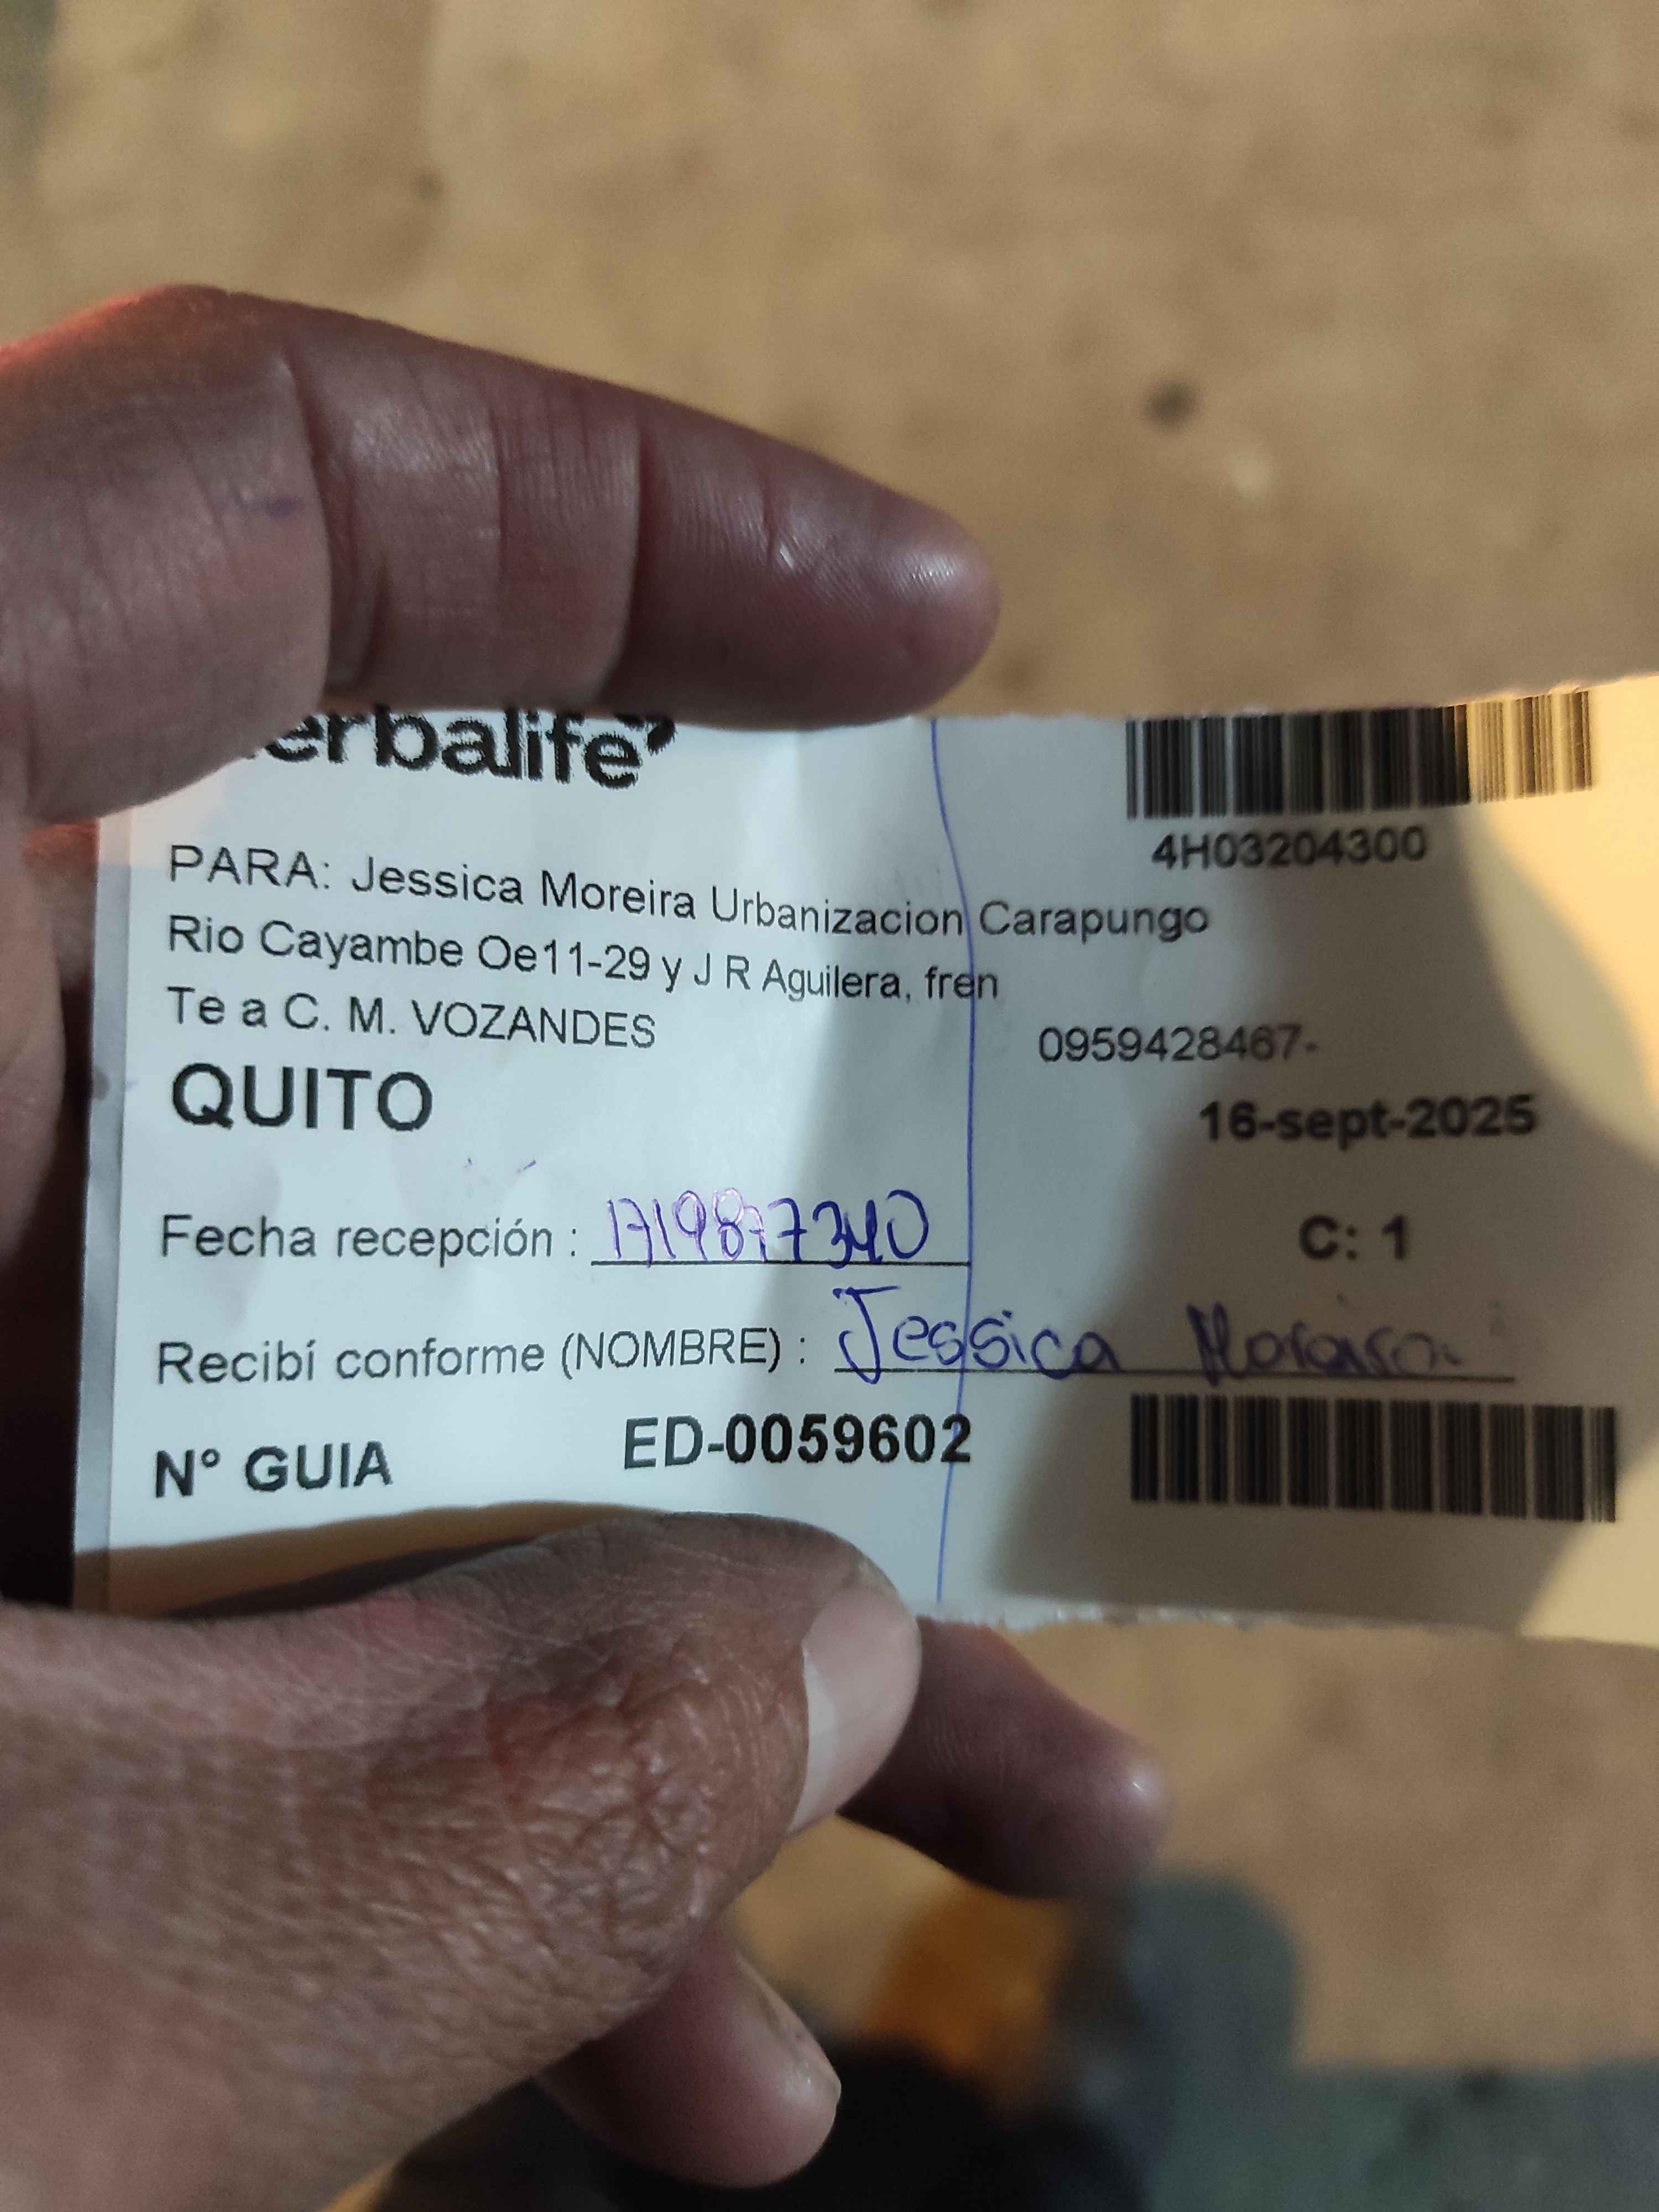 erbalife
4H03204300
PARA: Jessica Moreira Urbanizacion Carapungo
Rio Cayambe Oe11-29 y J R Aguilera, fren
Te a C. M. VOZANDES
0959428467-
QUITO
16-sept-2025
Fecha recepción : 1719877340
C: 1
Recibí conforme (NOMBRE) : Jessica
N° GUIA ED-0059602